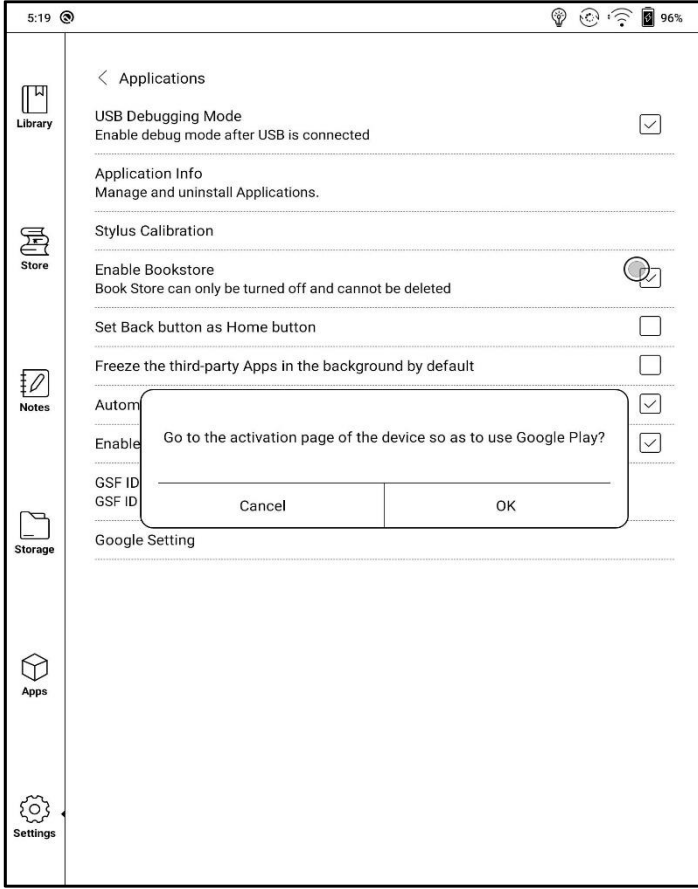 5:19
96%
Library
Store
Notes
Storage
Apps
Settings
Applications
USB Debugging Mode
Enable debug mode after USB is connected
Application Info
Manage and uninstall Applications.
Stylus Calibration
Enable Bookstore
Book Store can only be turned off and cannot be deleted
Set Back button as Home button
Freeze the third-party Apps in the background by default
Autom
Enable
GSF ID
GSF ID
Google Setting
Go to the activation page of the device so as to use Google Play?
Cancel
OK